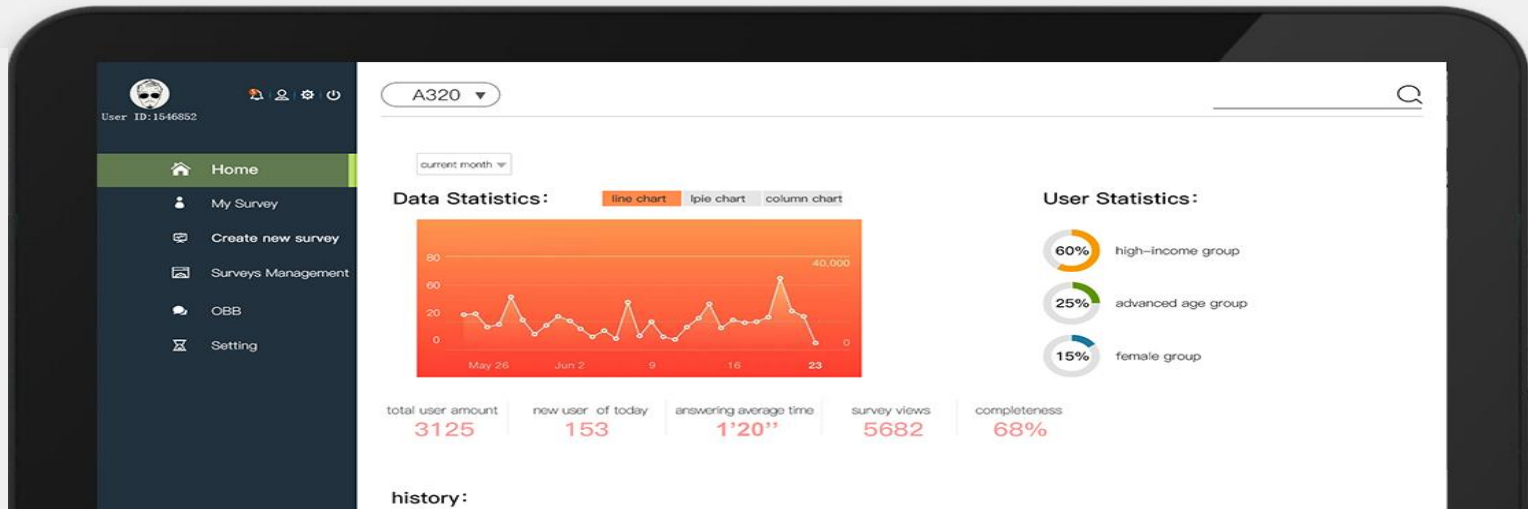 User ID:1546852
Home
My Survey
Create new survey
Surveys Management
OBB
Setting
A320
current month
Data Statistics:
line chart
lpie chart
column chart
80
60
20
0
40,000
0
May 26
Jun 2
9
16
23
User Statistics:
60%
high-income group
25%
advanced age group
15%
female group
total user amount
3125
new user of today
153
answering average time
1'20''
survey views
5682
completeness
68%
history: